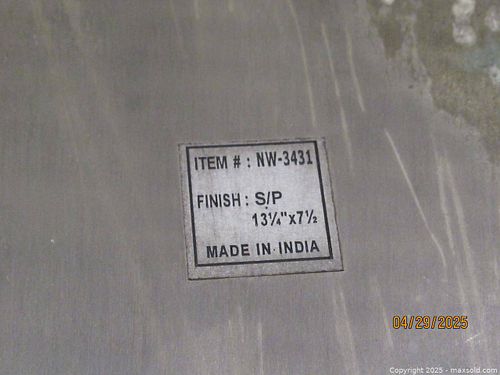 ITEM # : NW-3431
FINISH : S/P
13¼"x7½
MADE IN INDIA
04/29/2025
Copyright 2025 - maxsold.com